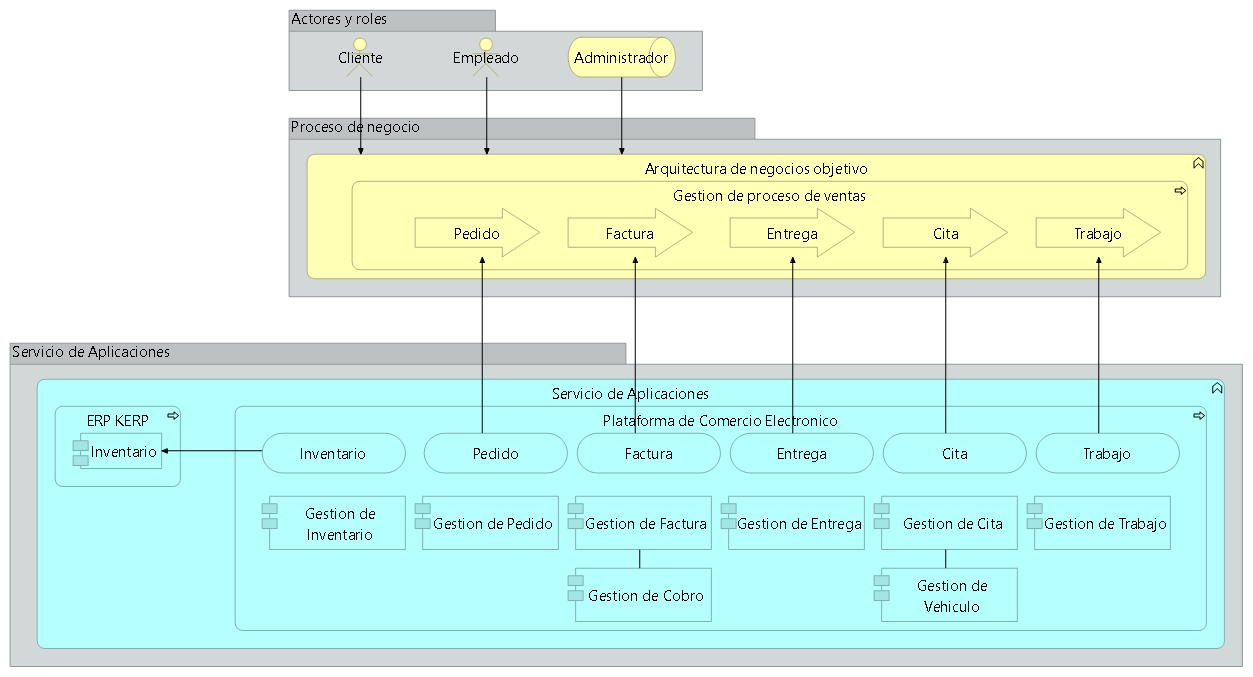 Actores y roles
Cliente
Empleado
Administrador
Proceso de negocio
Arquitectura de negocios objetivo
Gestion de proceso de ventas
Pedido
Factura
Entrega
Cita
Trabajo
Servicio de Aplicaciones
Servicio de Aplicaciones
ERP KERP
Inventario
Plataforma de Comercio Electronico
Inventario
Pedido
Factura
Entrega
Cita
Trabajo
Gestion de
Inventario
Gestion de Pedido
Gestion de Factura
Gestion de Entrega
Gestion de Cita
Gestion de Trabajo
Gestion de Cobro
Gestion de
Vehiculo